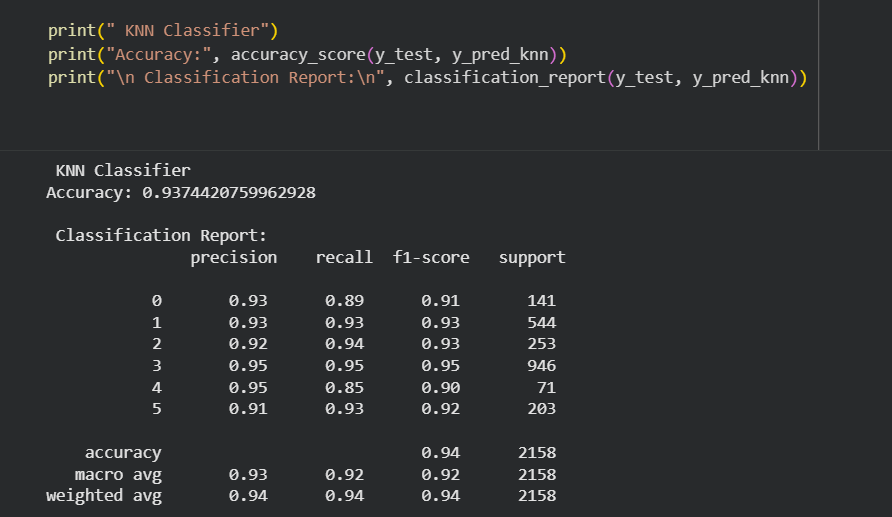 print(" KNN Classifier")
print("Accuracy:", accuracy_score(y_test, y_pred_knn))
print("\n Classification Report:\n", classification_report(y_test, y_pred_knn))
KNN Classifier
Accuracy: 0.9374420759962928
Classification Report:
precision recall f1-score support
0 0.93 0.89 0.91 141
1 0.93 0.93 0.93 544
2 0.92 0.94 0.93 253
3 0.95 0.95 0.95 946
4 0.95 0.85 0.90 71
5 0.91 0.93 0.92 203
accuracy 0.94 2158
macro avg 0.93 0.92 0.92 2158
weighted avg 0.94 0.94 0.94 2158